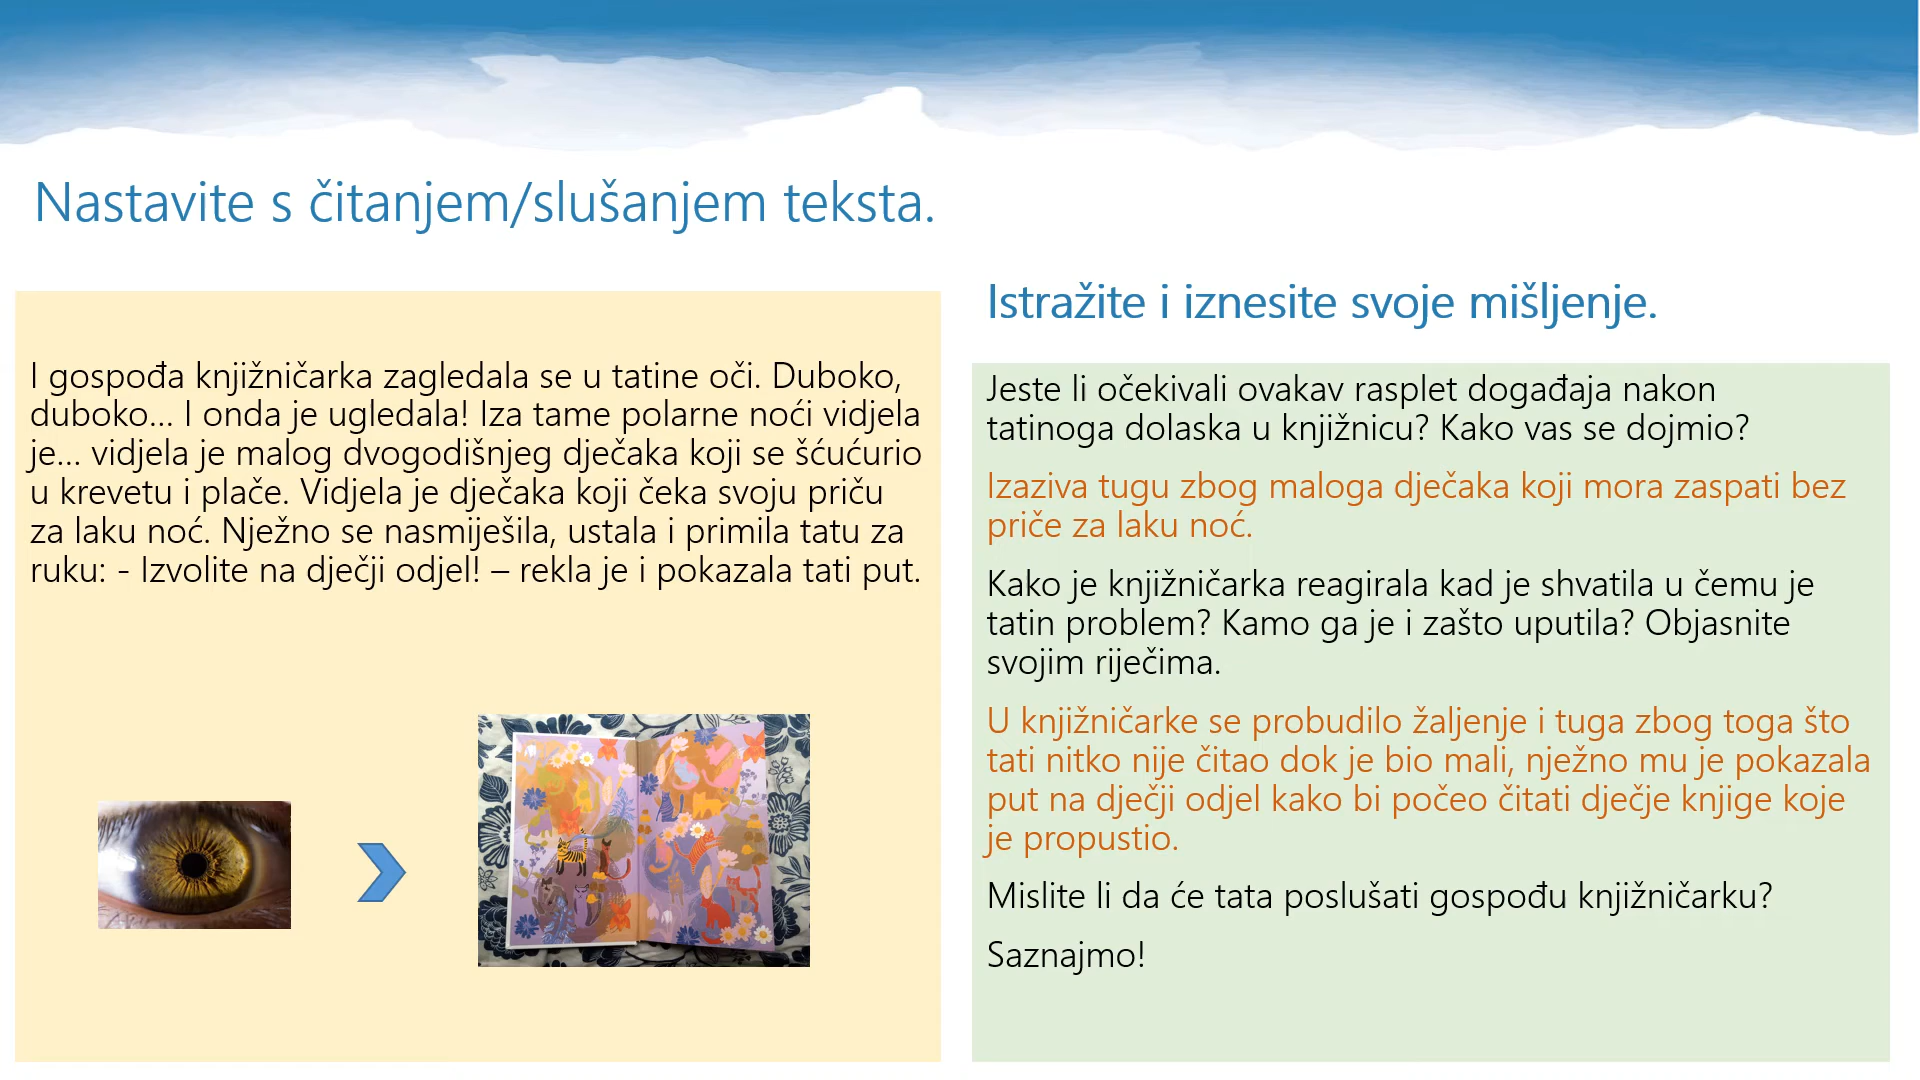 Nastavite s čitanjem/slušanjem teksta.
I gospođa knjižničarka zagledala se u tatine oči. Duboko,
duboko... I onda je ugledala! Iza tame polarne noći vidjela
je... vidjela je malog dvogodišnjeg dječaka koji se šćućurio
u krevetu i plače. Vidjela je dječaka koji čeka svoju priču
za laku noć. Nježno se nasmiješila, ustala i primila tatu za
ruku: - Izvolite na dječji odjel! – rekla je i pokazala tati put.
Istražite i iznesite svoje mišljenje.
Jeste li očekivali ovakav rasplet događaja nakon
tatinoga dolaska u knjižnicu? Kako vas se dojmio?
Izaziva tugu zbog maloga dječaka koji mora zaspati bez
priče za laku noć.
Kako je knjižničarka reagirala kad je shvatila u čemu je
tatin problem? Kamo ga je i zašto uputila? Objasnite
svojim riječima.
U knjižničarke se probudilo žaljenje i tuga zbog toga što
tati nitko nije čitao dok je bio mali, nježno mu je pokazala
put na dječji odjel kako bi počeo čitati dječje knjige koje
je propustio.
Mislite li da će tata poslušati gospođu knjižničarku?
Saznajmo!